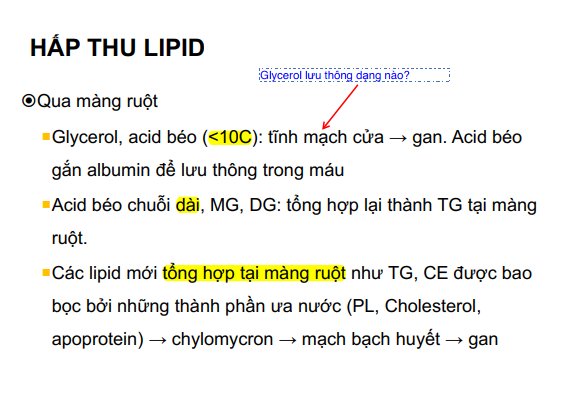 HẤP THU LIPID
Glycerol lưu thông dạng nào?
Qua màng ruột
Glycerol, acid béo (<10C): tĩnh mạch cửa → gan. Acid béo
gắn albumin để lưu thông trong máu
Acid béo chuỗi dài, MG, DG: tổng hợp lại thành TG tại màng
ruột.
Các lipid mới tổng hợp tại màng ruột như TG, CE được bao
bọc bởi những thành phần ưa nước (PL, Cholesterol,
apoprotein) → chylomycron → mạch bạch huyết → gan